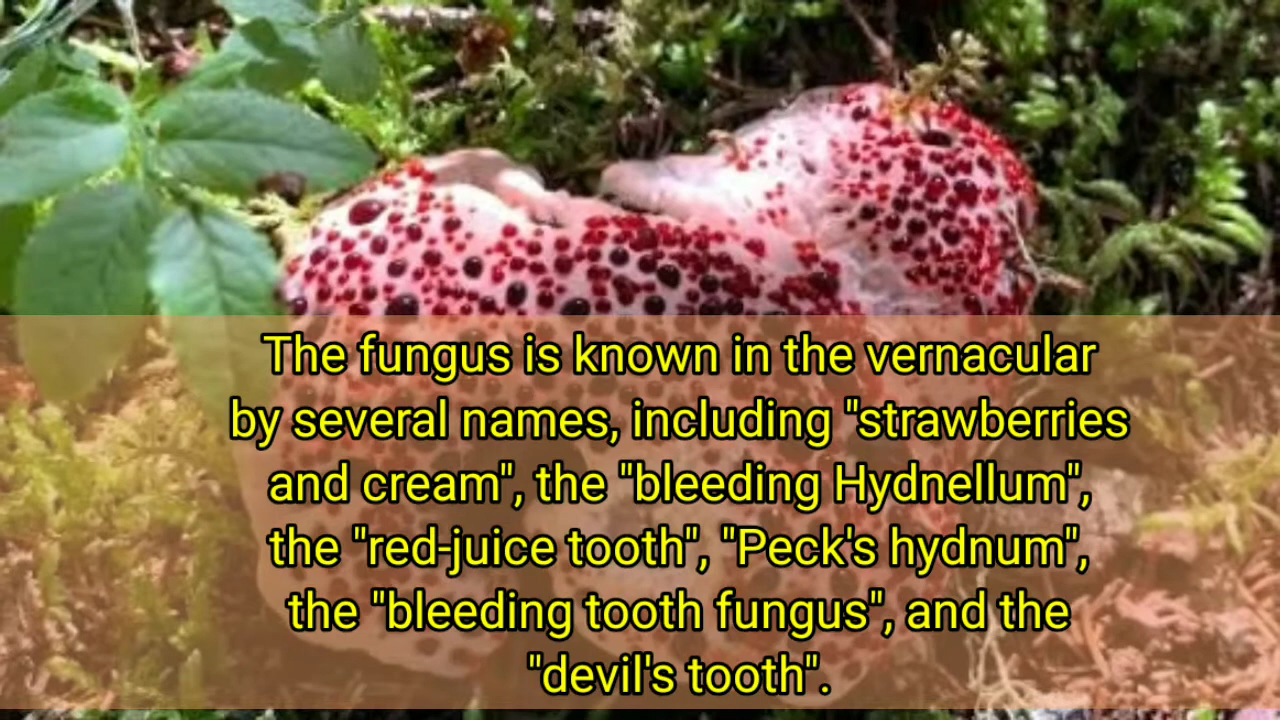 The fungus is known in the vernacular
by several names, including "strawberries
and cream", the "bleeding Hydnellum",
the "red-juice tooth", "Peck's hydnum",
the "bleeding tooth fungus", and the
"devil's tooth".